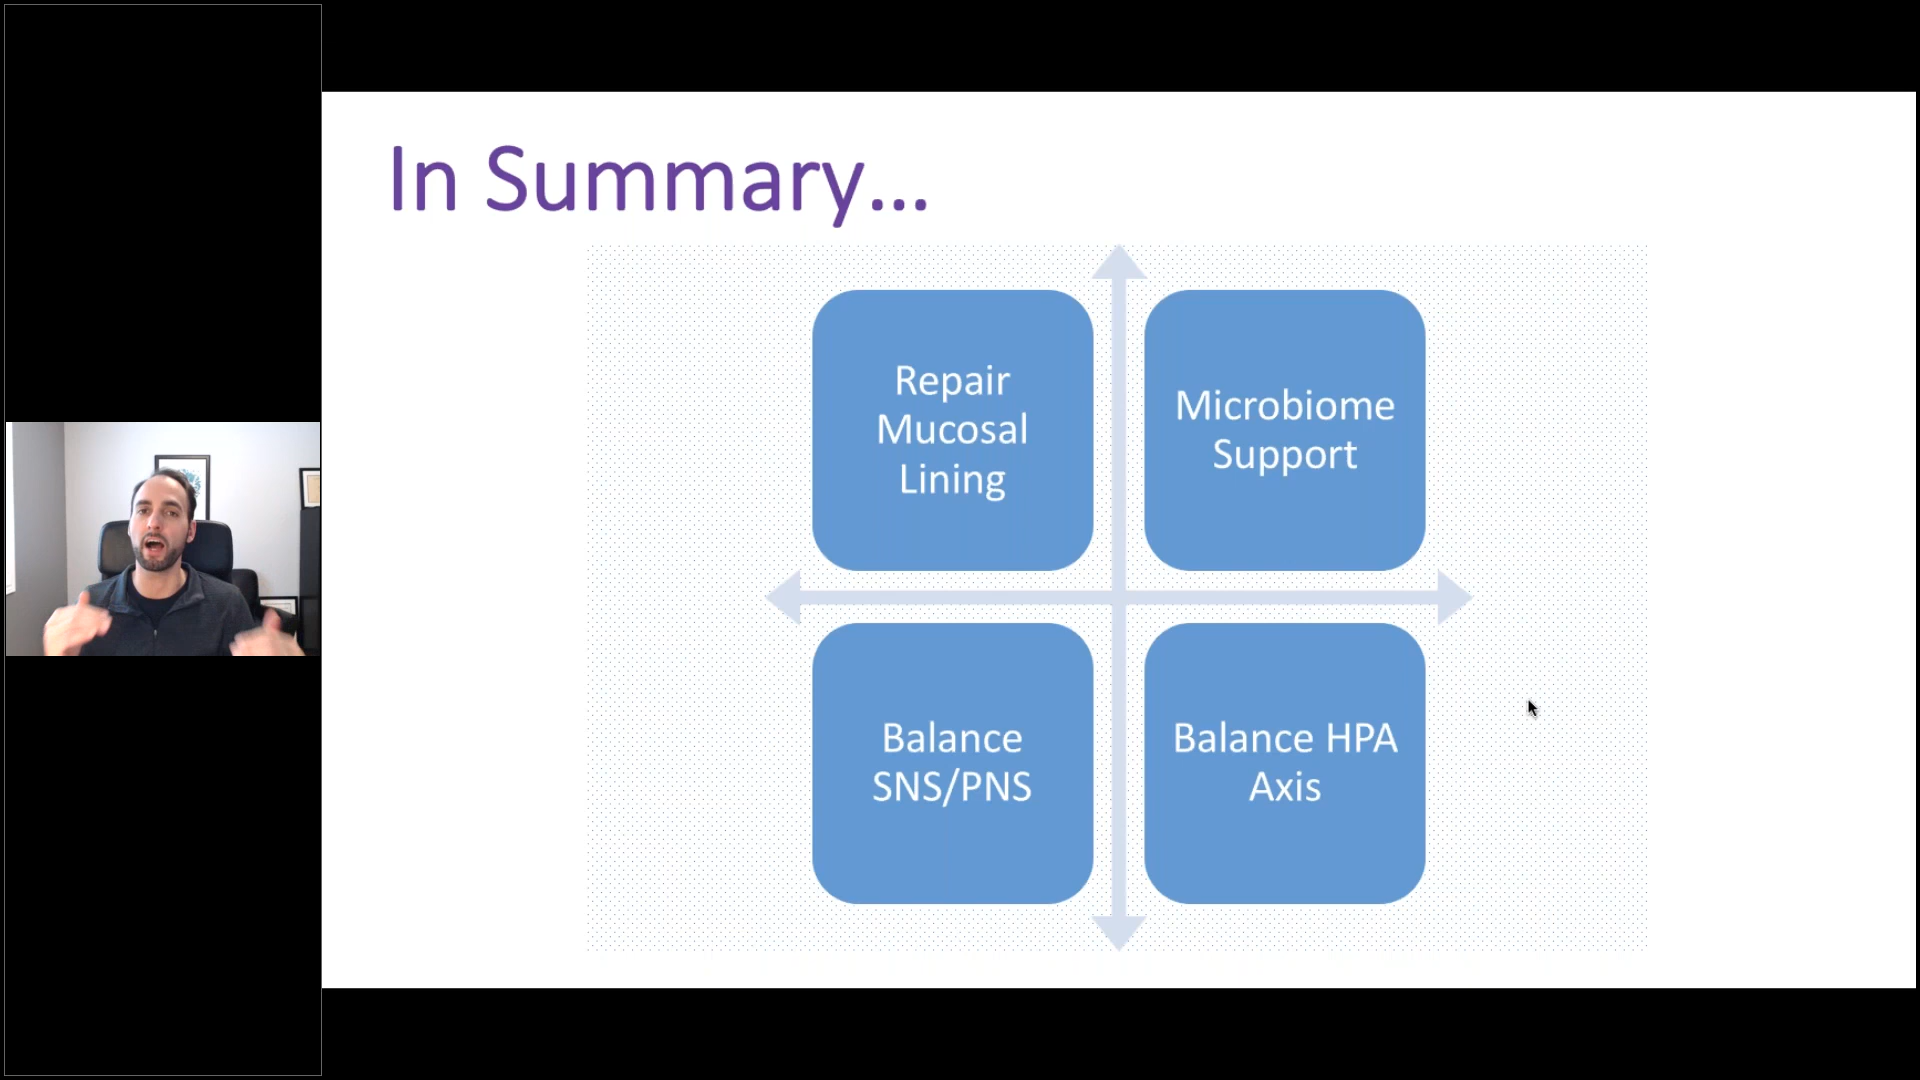 In Summary...
Repair
Mucosal
Lining
Microbiome
Support
Balance
SNS/PNS
Balance HPA
Axis